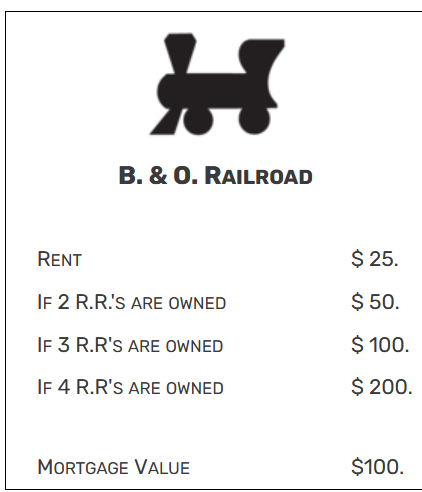 B. & O. RAILROAD
RENT $ 25.
IF 2 R.R.'S ARE OWNED $ 50.
IF 3 R.R'S ARE OWNED $ 100.
IF 4 R.R'S ARE OWNED $ 200.
MORTGAGE VALUE $100.